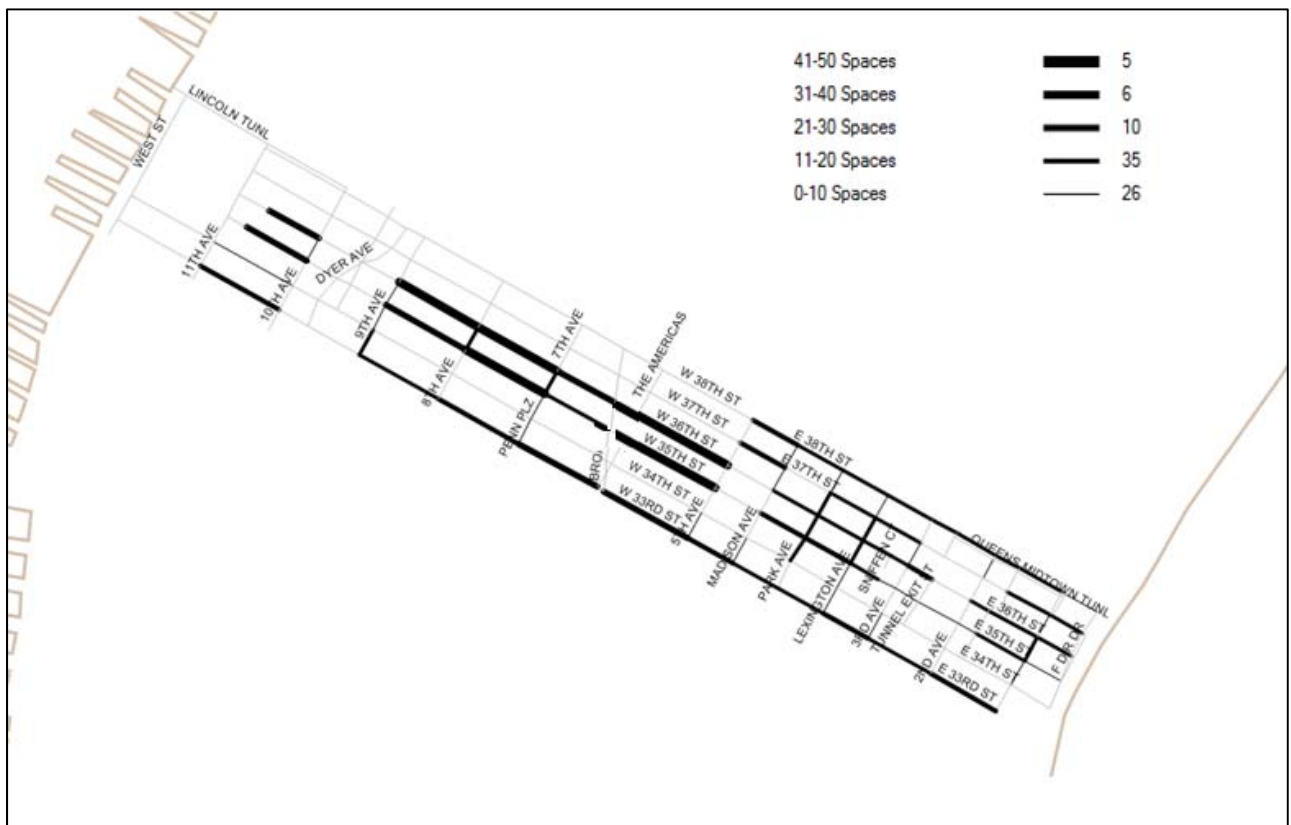 41-50 Spaces 5
31-40 Spaces 6
21-30 Spaces 10
11-20 Spaces 35
0-10 Spaces 26
LINCOLN TUNL
WEST ST
11TH AVE
10TH AVE
DYER AVE
9TH AVE
8TH AVE
7TH AVE
PENN PLZ
THE AMERICAS
W 38TH ST
W 37TH ST
W 36TH ST
W 35TH ST
W 34TH ST
W 33RD ST
5TH AVE
MADISON AVE
PARK AVE
LEXINGTON AVE
E 38TH ST
E 37TH ST
SNIFFEN CT
3RD AVE
TUNNEL EXIT ST
2ND AVE
QUEENS MIDTOWN TUNL
E 36TH ST
E 35TH ST
E 34TH ST
E 33RD ST
F D R DR